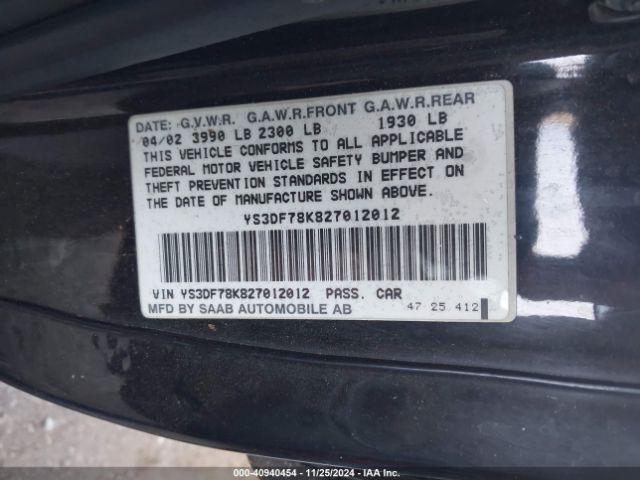 DATE: G.V.W.R. G.A.W.R.FRONT G.A.W.R.REAR
04/02 3990 LB 2300 LB 1930 LB
THIS VEHICLE CONFORMS TO ALL APPLICABLE
FEDERAL MOTOR VEHICLE SAFETY BUMPER AND
THEFT PREVENTION STANDARDS IN EFFECT ON
THE DATE OF MANUFACTURE SHOWN ABOVE.
YS3DF78K827012012
VIN YS3DF78K827012012 PASS. CAR
MFD BY SAAB AUTOMOBILE AB 47 25 412
000-40940454 | 11/25/2024 | IAAI.com